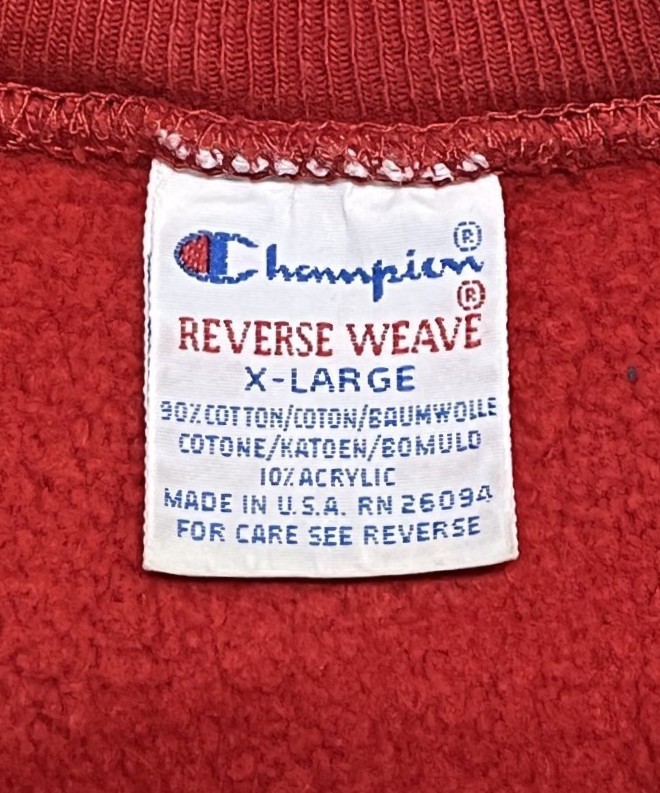 Champion®
REVERSE WEAVE®
X-LARGE
90% COTTON/COTON/BAUMWOLLE
COTONE/KATOEN/BOMULD
10% ACRYLIC
MADE IN U.S.A. RN 26094
FOR CARE SEE REVERSE